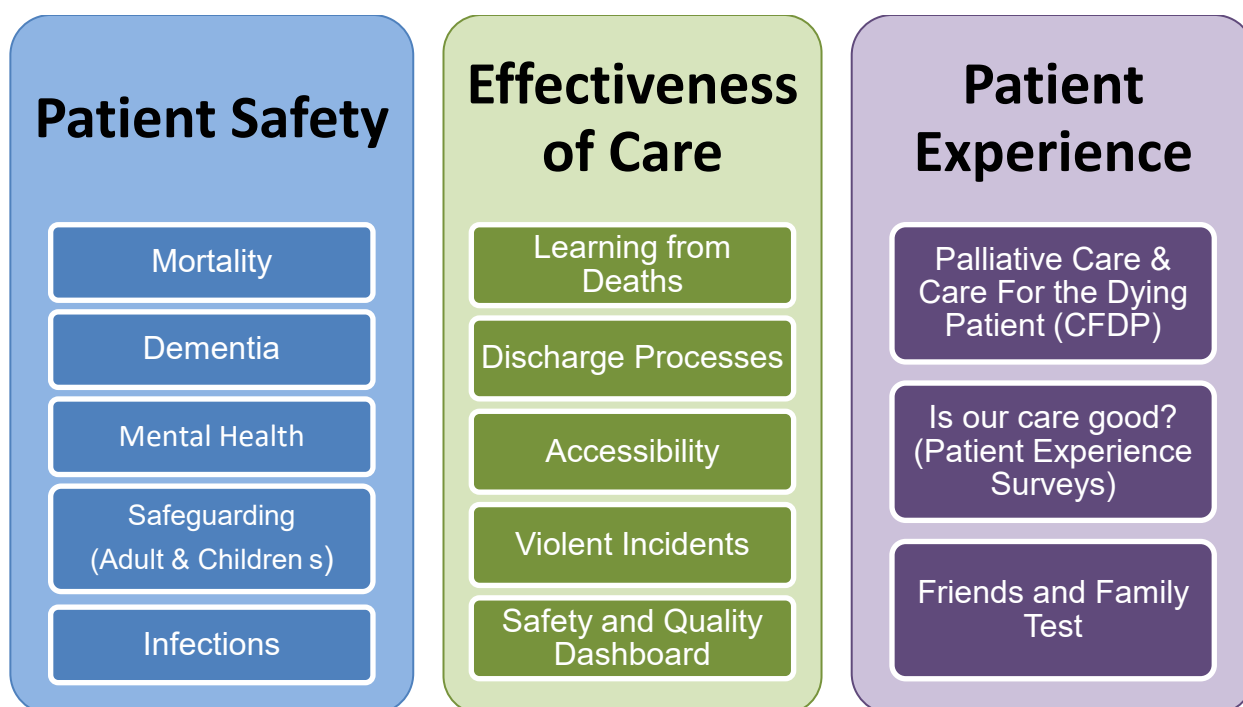 Patient Safety
Mortality
Dementia
Mental Health
Safeguarding
(Adult & Children s)
Infections
Effectiveness
of Care
Learning from
Deaths
Discharge Processes
Accessibility
Violent Incidents
Safety and Quality
Dashboard
Patient
Experience
Palliative Care &
Care For the Dying
Patient (CFDP)
Is our care good?
(Patient Experience
Surveys)
Friends and Family
Test